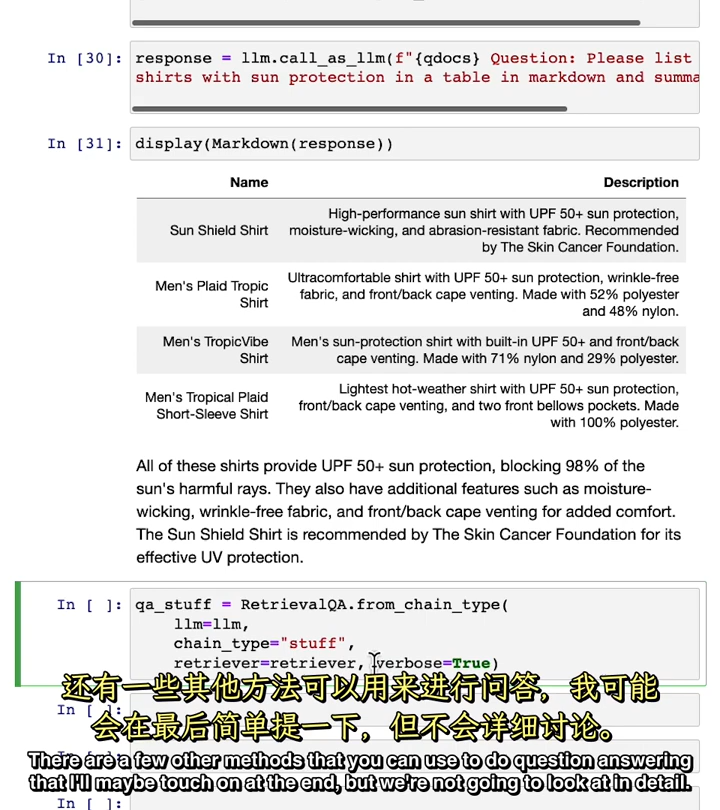 In [30]: response = llm.call_as_llm(f"{qdocs} Question: Please list
shirts with sun protection in a table in markdown and summa
In [31]: display(Markdown(response))
Name Description
Sun Shield Shirt High-performance sun shirt with UPF 50+ sun protection,
moisture-wicking, and abrasion-resistant fabric. Recommended
by The Skin Cancer Foundation.
Men's Plaid Tropic
Shirt
Ultracomfortable shirt with UPF 50+ sun protection, wrinkle-free
fabric, and front/back cape venting. Made with 52% polyester
and 48% nylon.
Men's TropicVibe
Shirt
Men's sun-protection shirt with built-in UPF 50+ and front/back
cape venting. Made with 71% nylon and 29% polyester.
Men's Tropical Plaid
Short-Sleeve Shirt
Lightest hot-weather shirt with UPF 50+ sun protection,
front/back cape venting, and two front bellows pockets. Made
with 100% polyester.
All of these shirts provide UPF 50+ sun protection, blocking 98% of the
sun's harmful rays. They also have additional features such as moisture-
wicking, wrinkle-free fabric, and front/back cape venting for added comfort.
The Sun Shield Shirt is recommended by The Skin Cancer Foundation for its
effective UV protection.
In [ ]: qa_stuff = RetrievalQA.from_chain_type(
llm=llm,
chain_type="stuff",
retriever=retriever, verbose=True)
还有一些其他方法可以用来进行问答，我可能
In [ ]:
会在最后简单提一下，但不会详细讨论。
There are a few other methods that you can use to do question answering
that I'll maybe touch on at the end, but we're not going to look at in detail.
In [ ]: